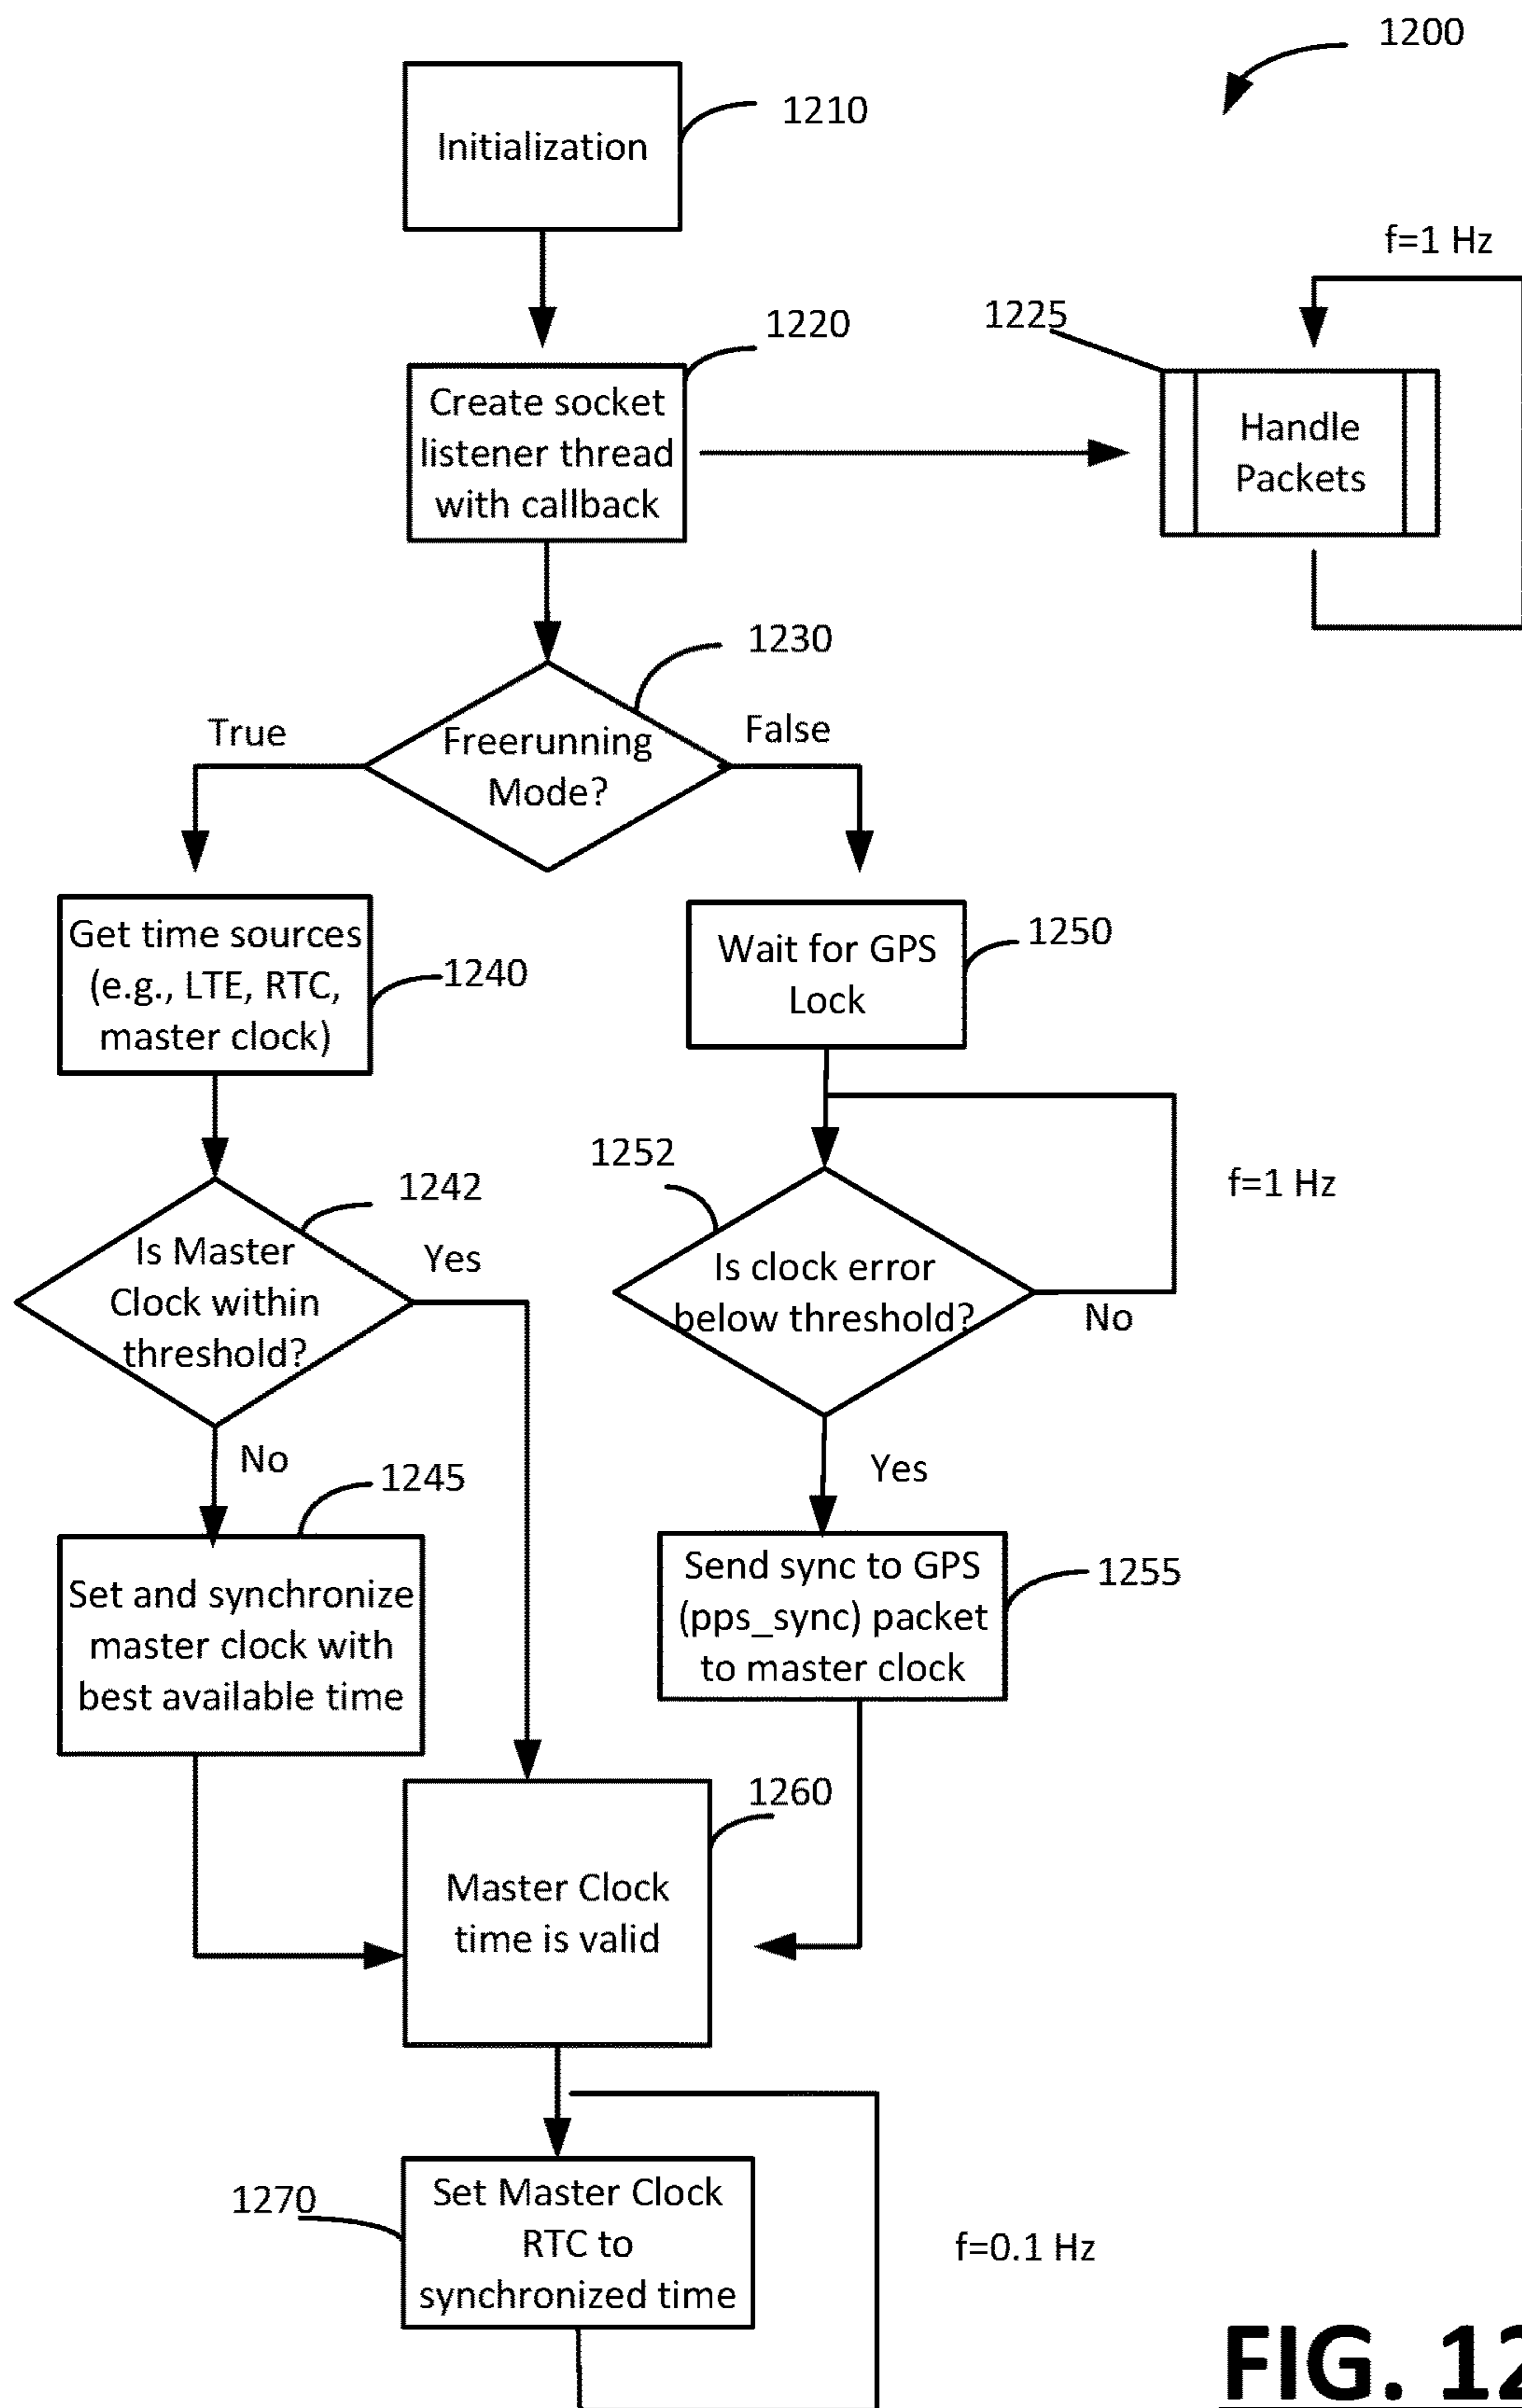 1200
Initialization
1210
f=1 Hz
1220
1225
Create socket
listener thread
with callback
Handle
Packets
1230
True
False
Freerunning
Mode?
Get time sources
(e.g., LTE, RTC,
master clock)
1240
Wait for GPS
Lock
1250
1242
1252
f=1 Hz
Is Master
Clock within
threshold?
Yes
Is clock error
below threshold?
No
No
1245
Yes
Set and synchronize
master clock with
best available time
Send sync to GPS
(pps_sync) packet
to master clock
1255
1260
Master Clock
time is valid
1270
Set Master Clock
RTC to
synchronized time
f=0.1 Hz
FIG. 12